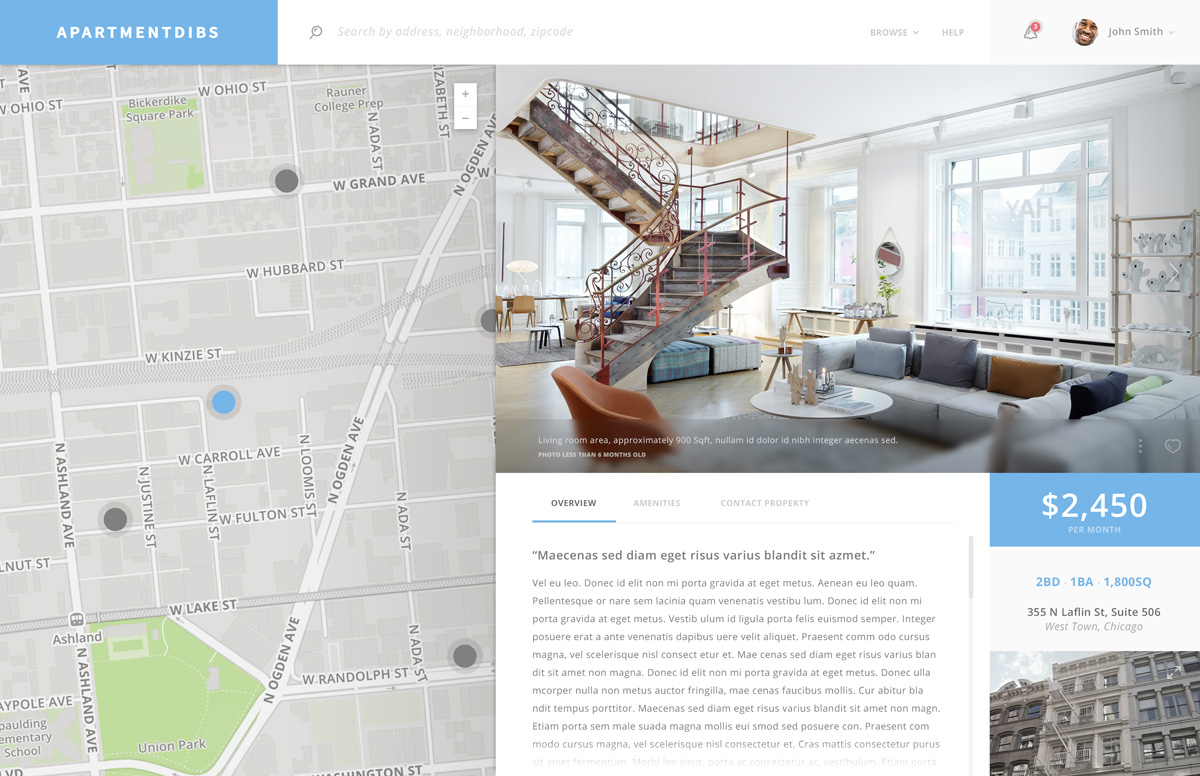 APARTMENTDIBS
Search by address, neighborhood, zipcode
BROWSE
HELP
3
John Smith
AVE
W OHIO ST
W OHIO ST
Bickerdike
Square Park
Rauner
College Prep
N ADA ST
IZABETH ST
+
−
N OGDEN AVE
W
W GRAND AVE
W HUBBARD ST
W KINZIE ST
N ASHLAND AVE
N JUSTINE ST
N LAFLIN ST
W CARROLL AVE
N LOOMIS ST
N OGDEN AVE
W FULTON ST
N ADA ST
LNUT ST
W LAKE ST
Ashland
N ASHLAND AVE
N OGDEN AVE
N ADA ST
W RANDOLPH ST
AYPOLE AVE
paulding
ementary
School
Union Park
WASHINGTON ST
HAY
Living room area, approximately 900 Sqft, nullam id dolor id nibh integer aecenas sed.
PHOTO LESS THAN 6 MONTHS OLD
OVERVIEW
AMENITIES
CONTACT PROPERTY
“Maecenas sed diam eget risus varius blandit sit azmet.”
Vel eu leo. Donec id elit non mi porta gravida at eget metus. Aenean eu leo quam.
Pellentesque or nare sem lacinia quam venenatis vestibu lum. Donec id elit non mi
porta gravida at eget metus. Vestib ulum id ligula porta felis euismod semper. Integer
posuere erat a ante venenatis dapibus uere velit aliquet. Praesent comm odo cursus
magna, vel scelerisque nisl consect etur et. Mae cenas sed diam eget risus varius blan
dit sit amet non magna. Donec id elit non mi porta gravida at eget metus. Donec ulla
mcorper nulla non metus auctor fringilla, mae cenas faucibus mollis. Cur abitur bla
ndit tempus porttitor. Maecenas sed diam eget risus varius blandit sit amet non magn.
Etiam porta sem male suada magna mollis eui smod sed posuere con. Praesent com
modo cursus magna, vel scelerisque nisl consectetur et. Cras mattis consectetur purus
sit amet fermentum. Morbi leo risus, porta ac consectetur ac, vestibulum. Etiam porta
$2,450
PER MONTH
2BD · 1BA · 1,800SQ
355 N Laflin St, Suite 506
West Town, Chicago